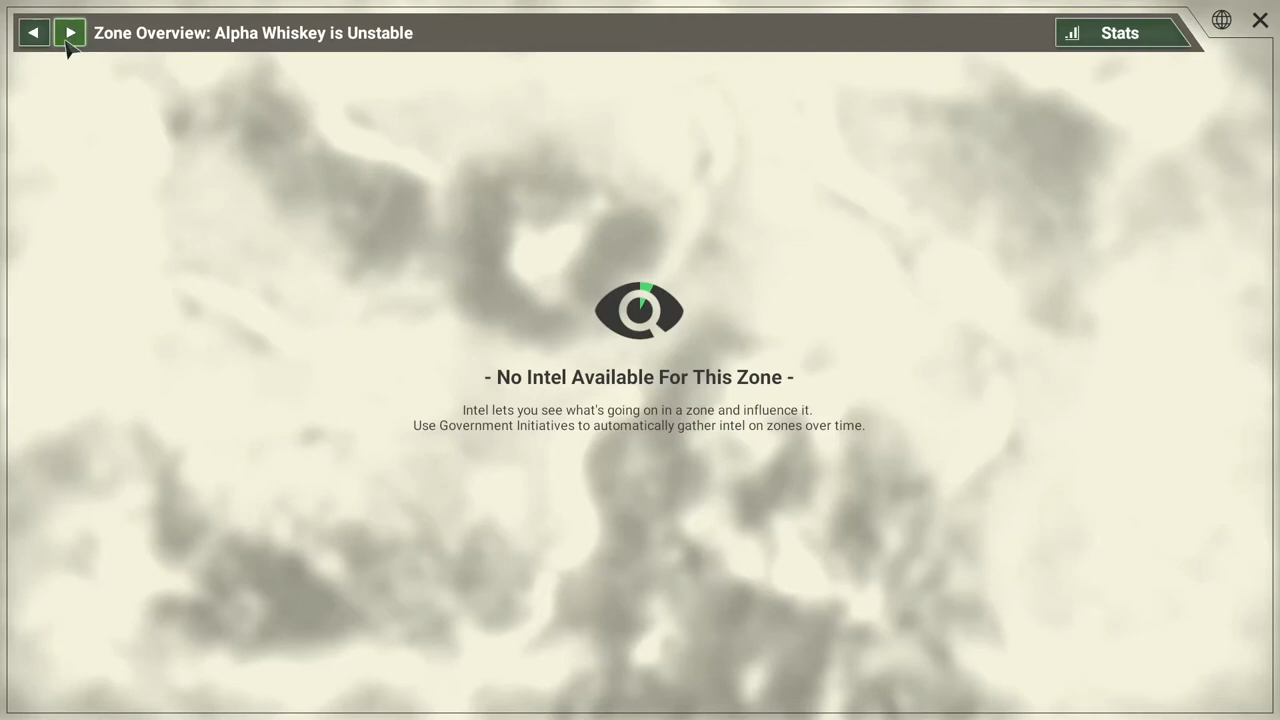 Zone Overview: Alpha Whiskey is Unstable
Stats
- No Intel Available For This Zone -
Intel lets you see what's going on in a zone and influence it.
Use Government Initiatives to automatically gather intel on zones over time.